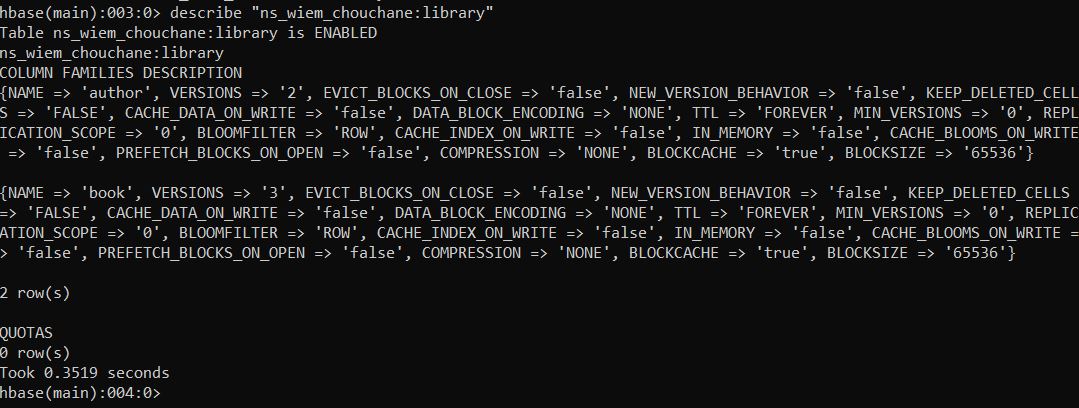 hbase(main):003:0> describe "ns_wiem_chouchane:library"
Table ns_wiem_chouchane:library is ENABLED
ns_wiem_chouchane:library
COLUMN FAMILIES DESCRIPTION
{NAME => 'author', VERSIONS => '2', EVICT_BLOCKS_ON_CLOSE => 'false', NEW_VERSION_BEHAVIOR => 'false', KEEP_DELETED_CELL
S => 'FALSE', CACHE_DATA_ON_WRITE => 'false', DATA_BLOCK_ENCODING => 'NONE', TTL => 'FOREVER', MIN_VERSIONS => '0', REPL
ICATION_SCOPE => '0', BLOOMFILTER => 'ROW', CACHE_INDEX_ON_WRITE => 'false', IN_MEMORY => 'false', CACHE_BLOOMS_ON_WRITE
=> 'false', PREFETCH_BLOCKS_ON_OPEN => 'false', COMPRESSION => 'NONE', BLOCKCACHE => 'true', BLOCKSIZE => '65536'}
{NAME => 'book', VERSIONS => '3', EVICT_BLOCKS_ON_CLOSE => 'false', NEW_VERSION_BEHAVIOR => 'false', KEEP_DELETED_CELLS
=> 'FALSE', CACHE_DATA_ON_WRITE => 'false', DATA_BLOCK_ENCODING => 'NONE', TTL => 'FOREVER', MIN_VERSIONS => '0', REPLIC
ATION_SCOPE => '0', BLOOMFILTER => 'ROW', CACHE_INDEX_ON_WRITE => 'false', IN_MEMORY => 'false', CACHE_BLOOMS_ON_WRITE =
> 'false', PREFETCH_BLOCKS_ON_OPEN => 'false', COMPRESSION => 'NONE', BLOCKCACHE => 'true', BLOCKSIZE => '65536'}
2 row(s)
QUOTAS
0 row(s)
Took 0.3519 seconds
hbase(main):004:0>